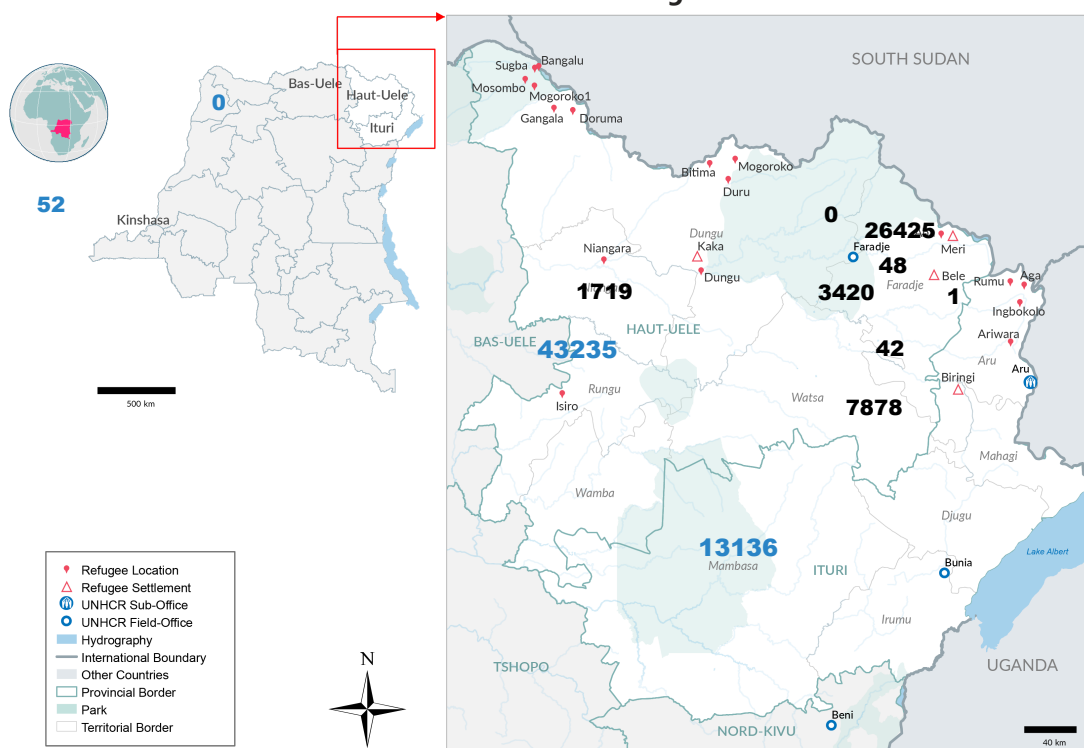 SOUTH SUDAN
Sugba
Bangalu
Mosombo
Mogoroko1
Gangala
Doruma
Bas-Uele
Haut-Uele
Ituri
0
52
Kinshasa
500 km
Bitima
Mogoroko
Duru
0
26425
Meri
Dungu
Kaka
Niangara
Dungu
Faradje
48
Faradje
Bele
1719
3420
1
Rumu
Aga
Ingbokolo
HAUT-UELE
BAS-UELE
43235
42
Ariwara
Aru
Aru
Biringi
Rungu
Isiro
Watsa
7878
Mahagi
Wamba
Djugu
13136
Mambasa
ITURI
Bunia
Lake Albert
Irumu
TSHOPO
UGANDA
NORD-KIVU
Beni
40 km
N
Refugee Location
Refugee Settlement
UNHCR Sub-Office
UNHCR Field-Office
Hydrography
International Boundary
Other Countries
Provincial Border
Park
Territorial Border